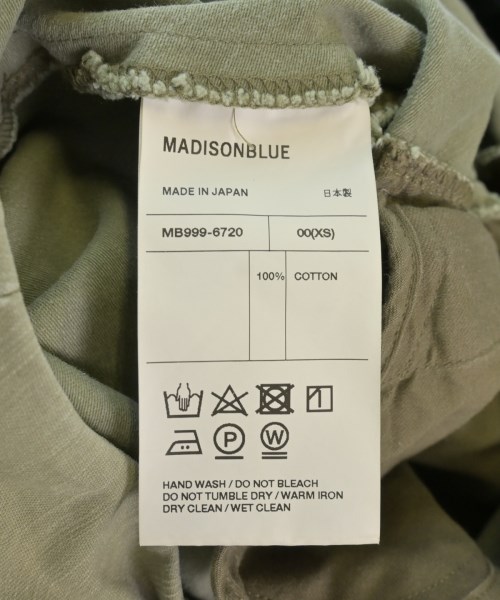 MADISONBLUE
MADE IN JAPAN 日本製
MB999-6720 00(XS)
100% COTTON
P W
HAND WASH / DO NOT BLEACH
DO NOT TUMBLE DRY / WARM IRON
DRY CLEAN / WET CLEAN